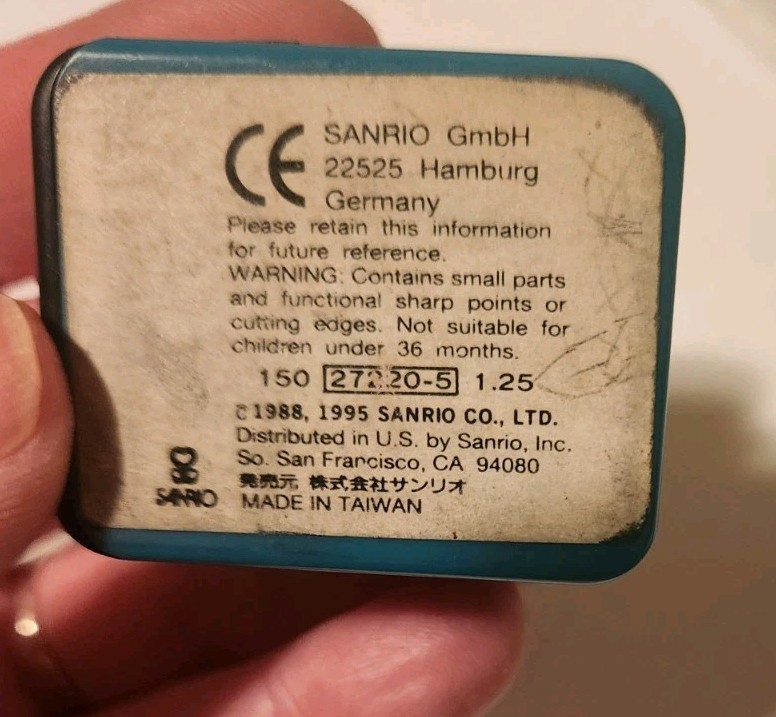 CE
SANRIO GmbH
22525 Hamburg
Germany
Please retain this information
for future reference.
WARNING: Contains small parts
and functional sharp points or
cutting edges. Not suitable for
children under 36 months.
150 27220-5 1.25
© 1988, 1995 SANRIO CO., LTD.
Distributed in U.S. by Sanrio, Inc.
So. San Francisco, CA 94080
発売元 株式会社サンリオ
SANRIO MADE IN TAIWAN